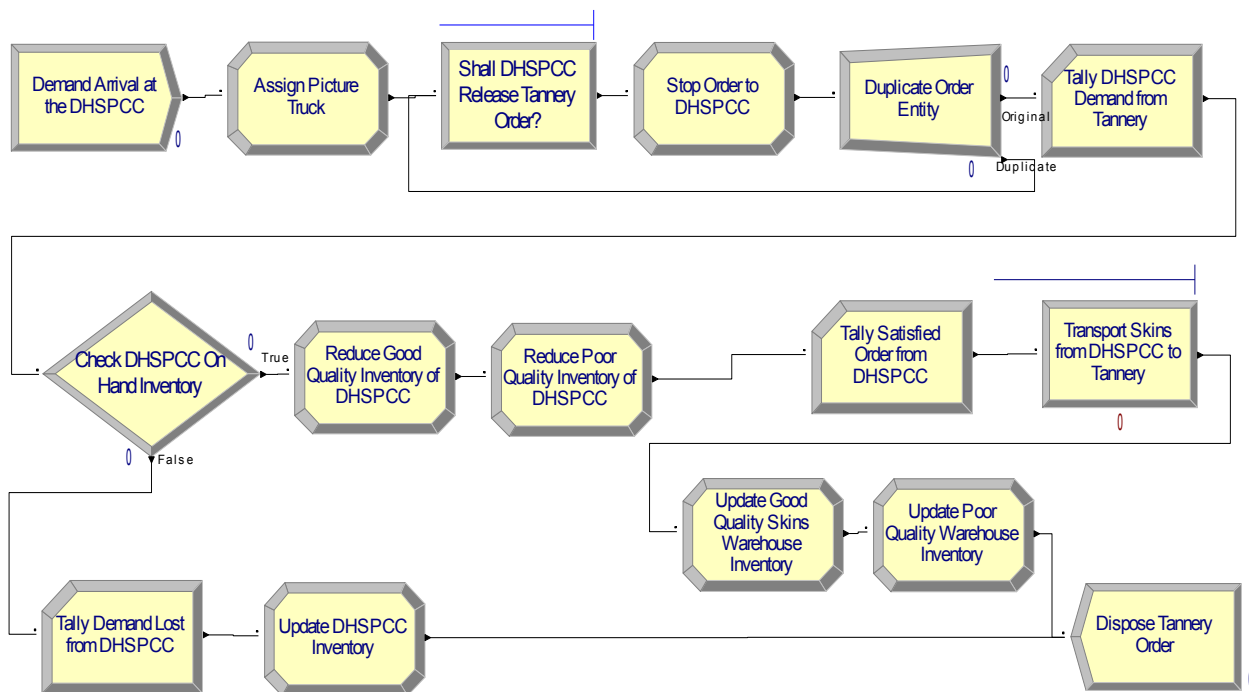 Demand Arrival at
the DHSPCC
0
Assign Picture
Truck
Shall DHSPCC
Release Tannery
Order?
Stop Order to
DHSPCC
Duplicate Order
Entity
0
Original
0
Duplicate
Tally DHSPCC
Demand from
Tannery
Check DHSPCC On
Hand Inventory
0
True
0
False
Reduce Good
Quality Inventory of
DHSPCC
Reduce Poor
Quality Inventory of
DHSPCC
Tally Satisfied
Order from
DHSPCC
Transport Skins
from DHSPCC to
Tannery
0
Update Good
Quality Skins
Warehouse
Inventory
Update Poor
Quality Warehouse
Inventory
Tally Demand Lost
from DHSPCC
Update DHSPCC
Inventory
Dispose Tannery
Order